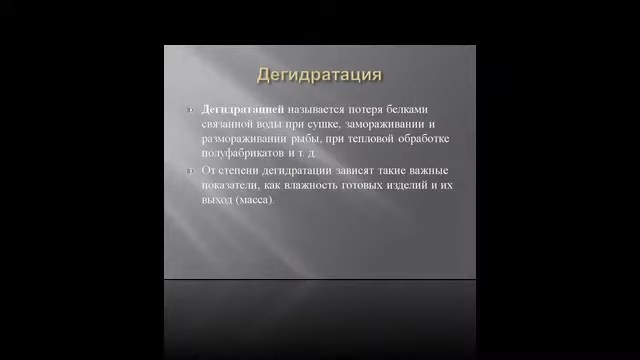 Дегидратация
Дегидратацией называется потеря белками
связанной воды при сушке, замораживании и
размораживании рыбы, при тепловой обработке
полуфабрикатов и т. д.
От степени дегидратации зависят такие важные
показатели, как влажность готовых изделий и их
выход (масса).